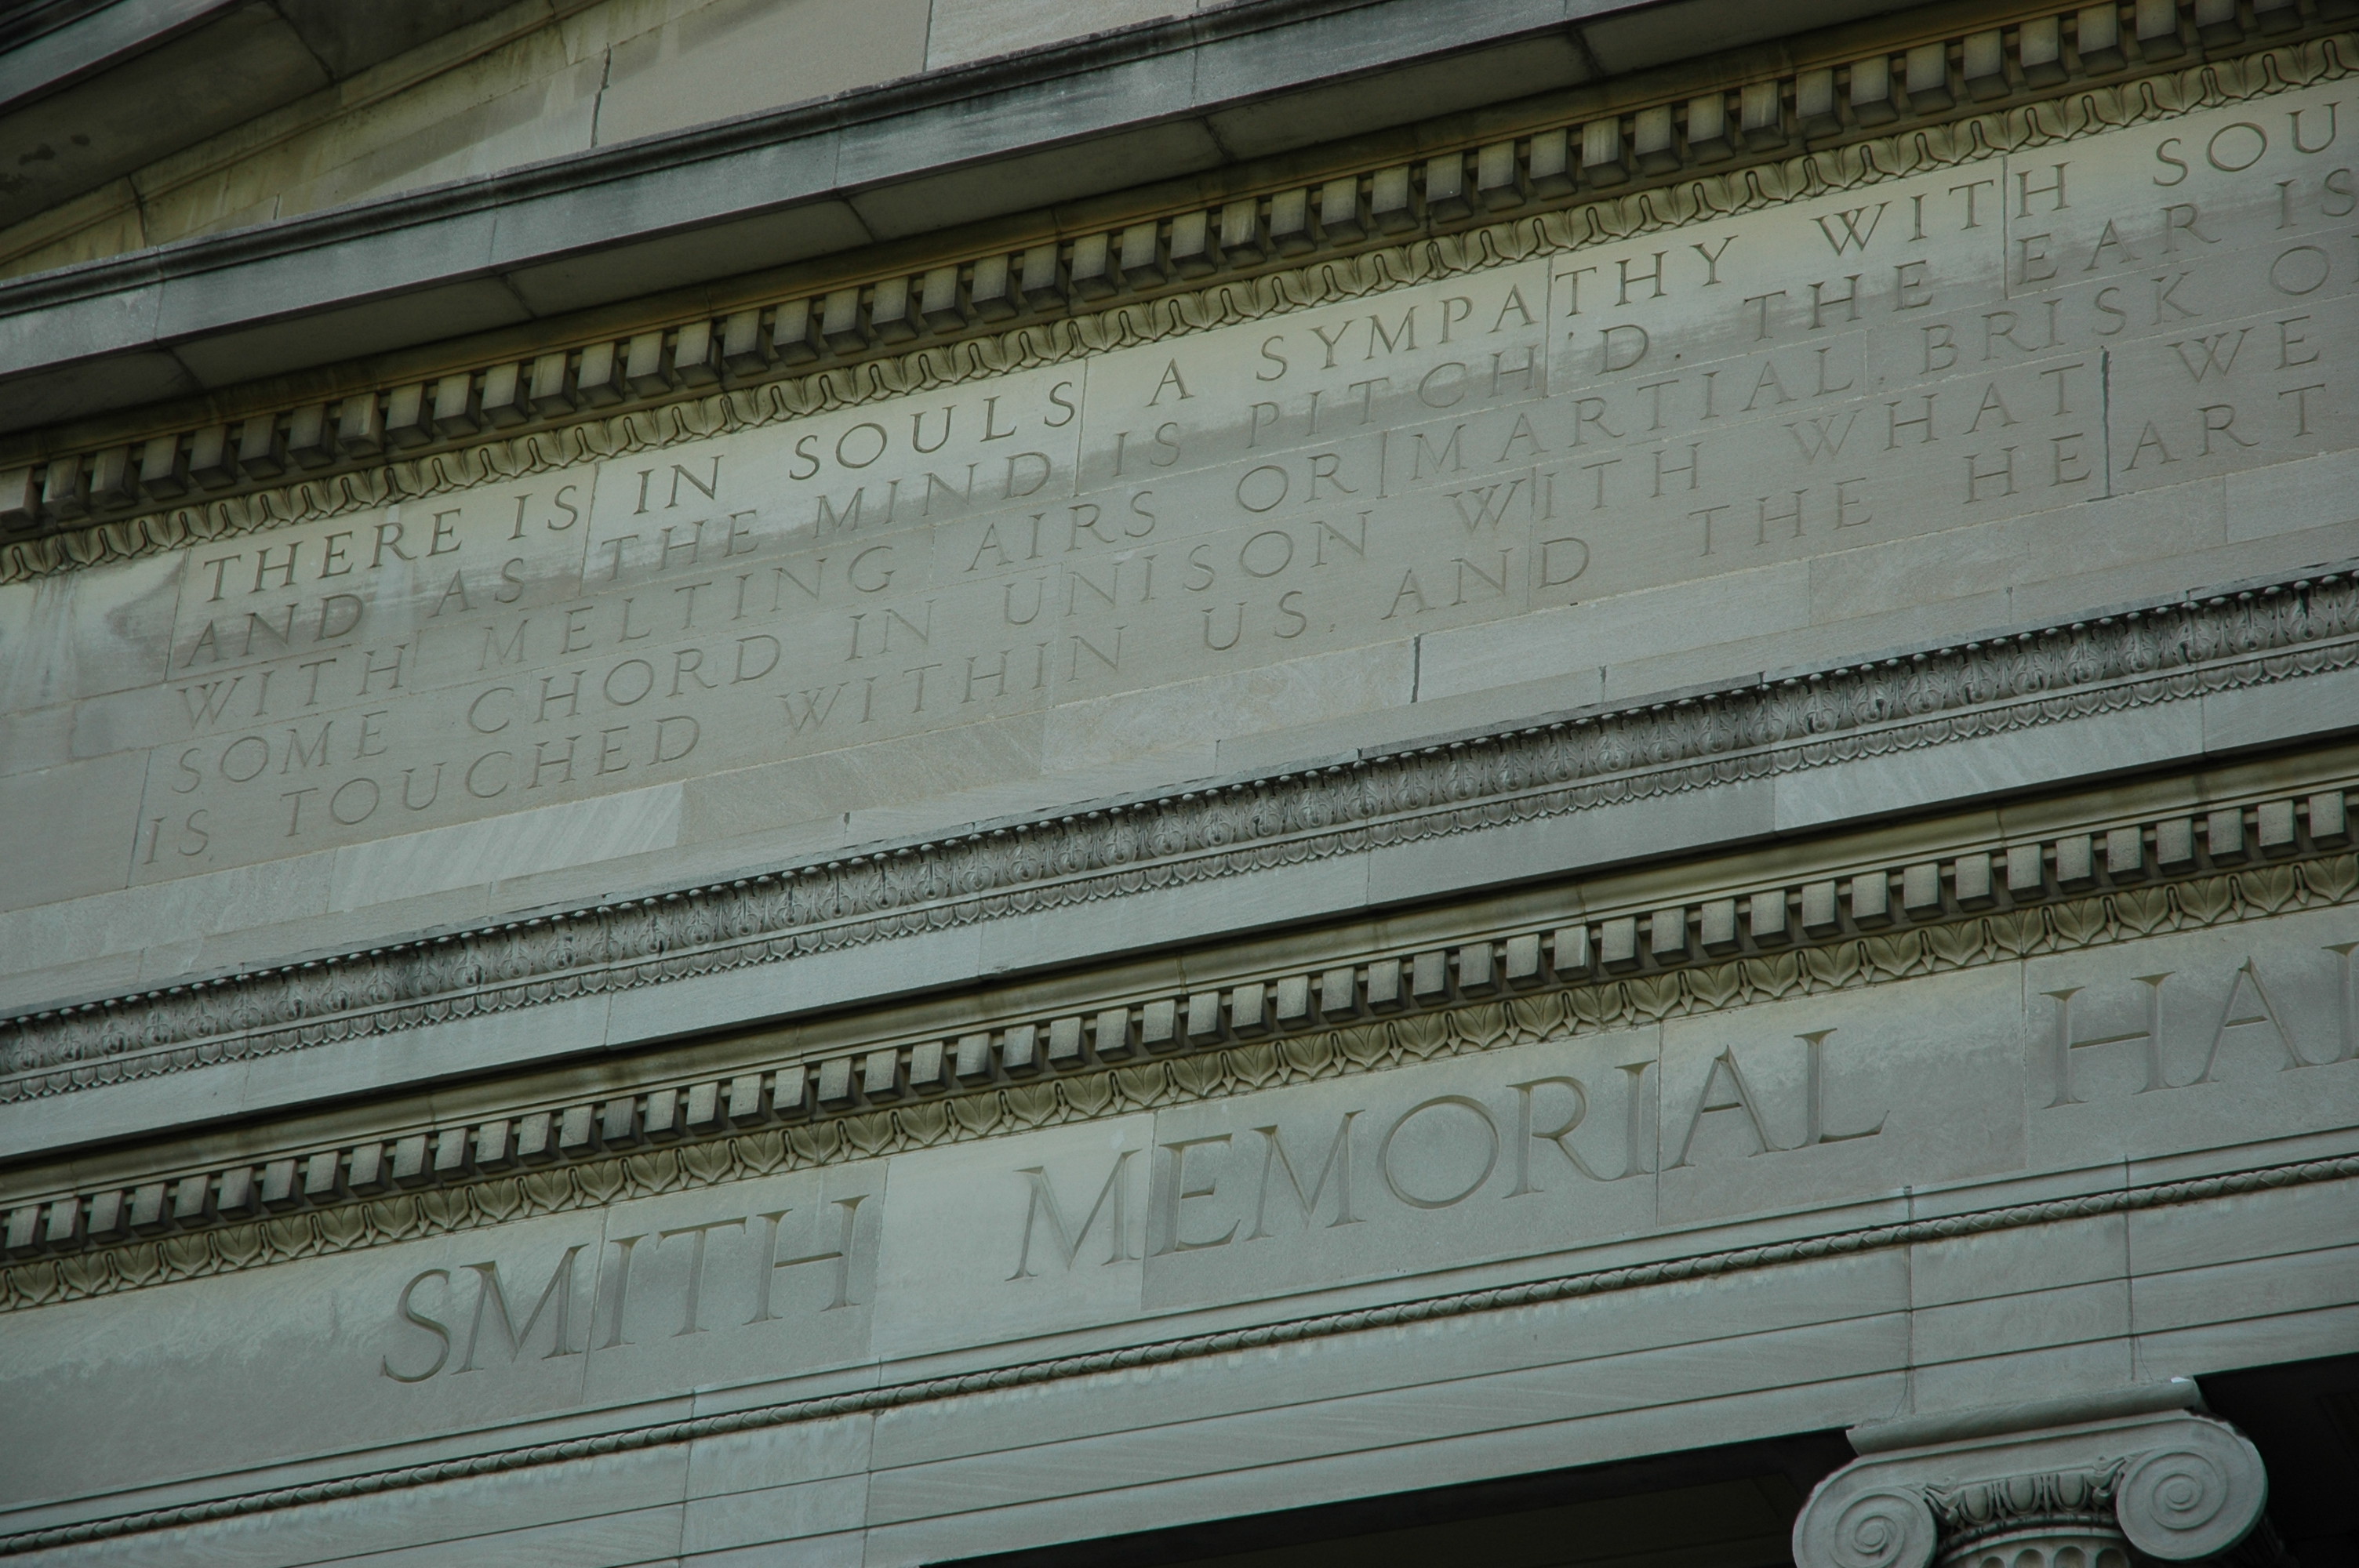 THERE IS IN SOULS A SYMPATHY WITH SOU
AND AS THE MIND IS PITCH'D. THE EAR IS
WITH MELTING AIRS OR MARTIAL, BRISK O
SOME CHORD IN UNISON WITH WHAT WE
IS TOUCHED WITHIN US, AND THE HEART
IS,
SMITH MEMORIAL HAL